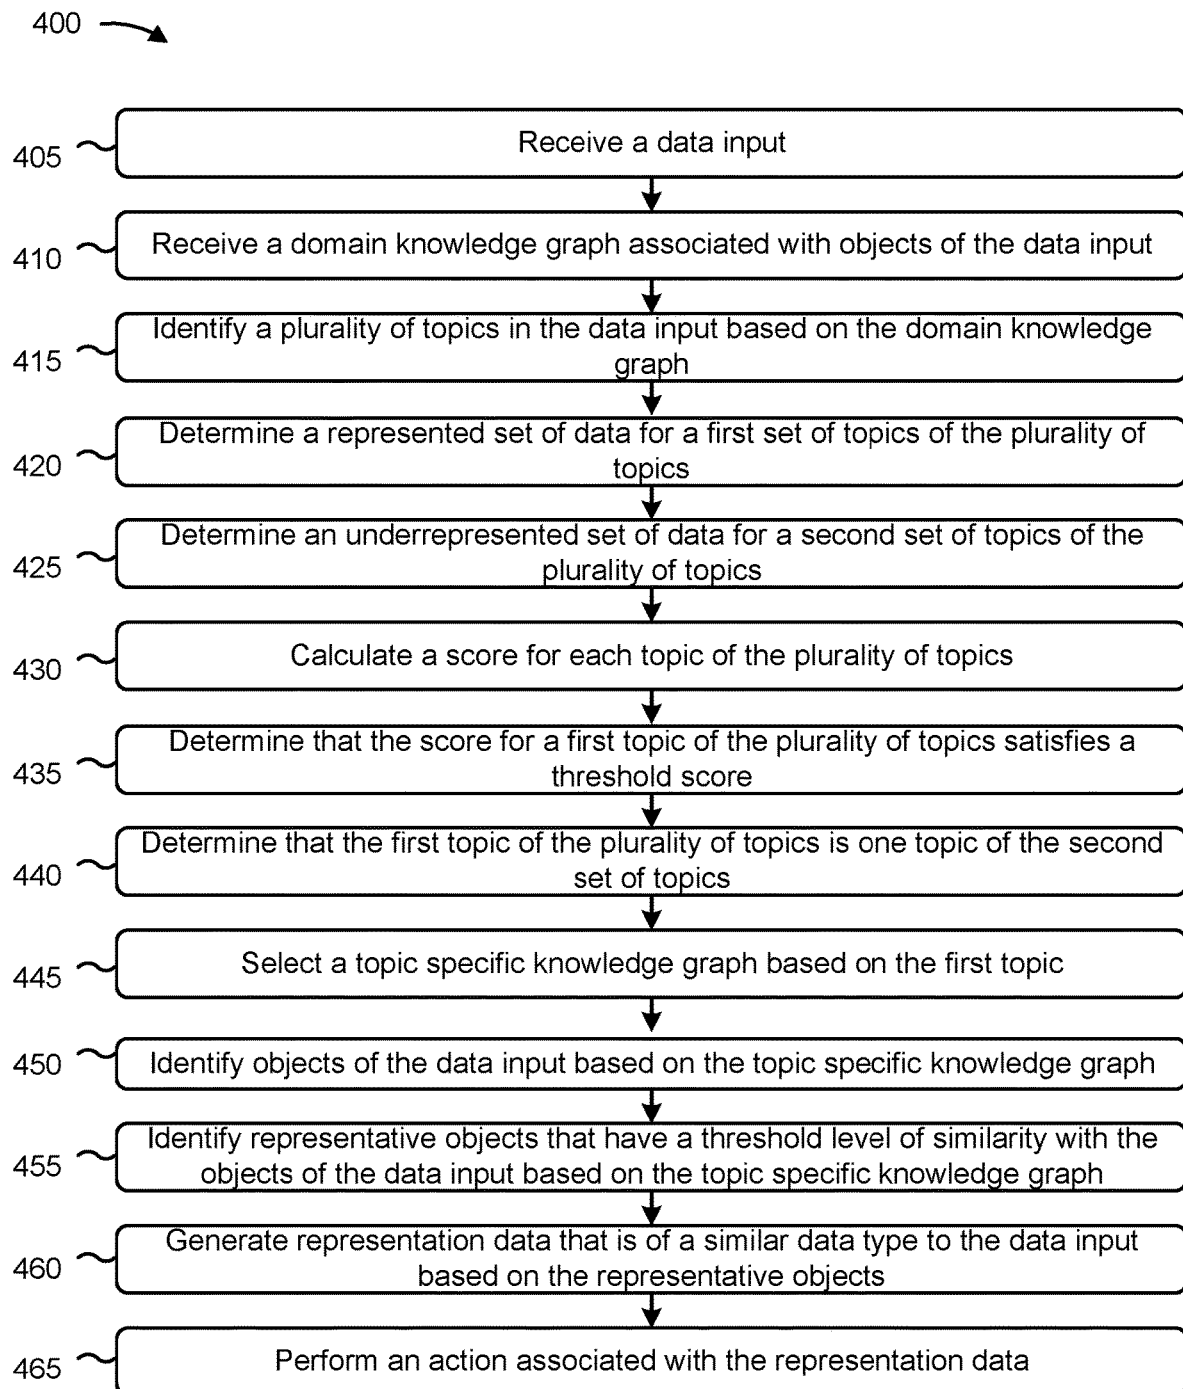 400
405
Receive a data input
410
Receive a domain knowledge graph associated with objects of the data input
415
Identify a plurality of topics in the data input based on the domain knowledge
graph
420
Determine a represented set of data for a first set of topics of the plurality of
topics
425
Determine an underrepresented set of data for a second set of topics of the
plurality of topics
430
Calculate a score for each topic of the plurality of topics
435
Determine that the score for a first topic of the plurality of topics satisfies a
threshold score
440
Determine that the first topic of the plurality of topics is one topic of the second
set of topics
445
Select a topic specific knowledge graph based on the first topic
450
Identify objects of the data input based on the topic specific knowledge graph
455
Identify representative objects that have a threshold level of similarity with the
objects of the data input based on the topic specific knowledge graph
460
Generate representation data that is of a similar data type to the data input
based on the representative objects
465
Perform an action associated with the representation data